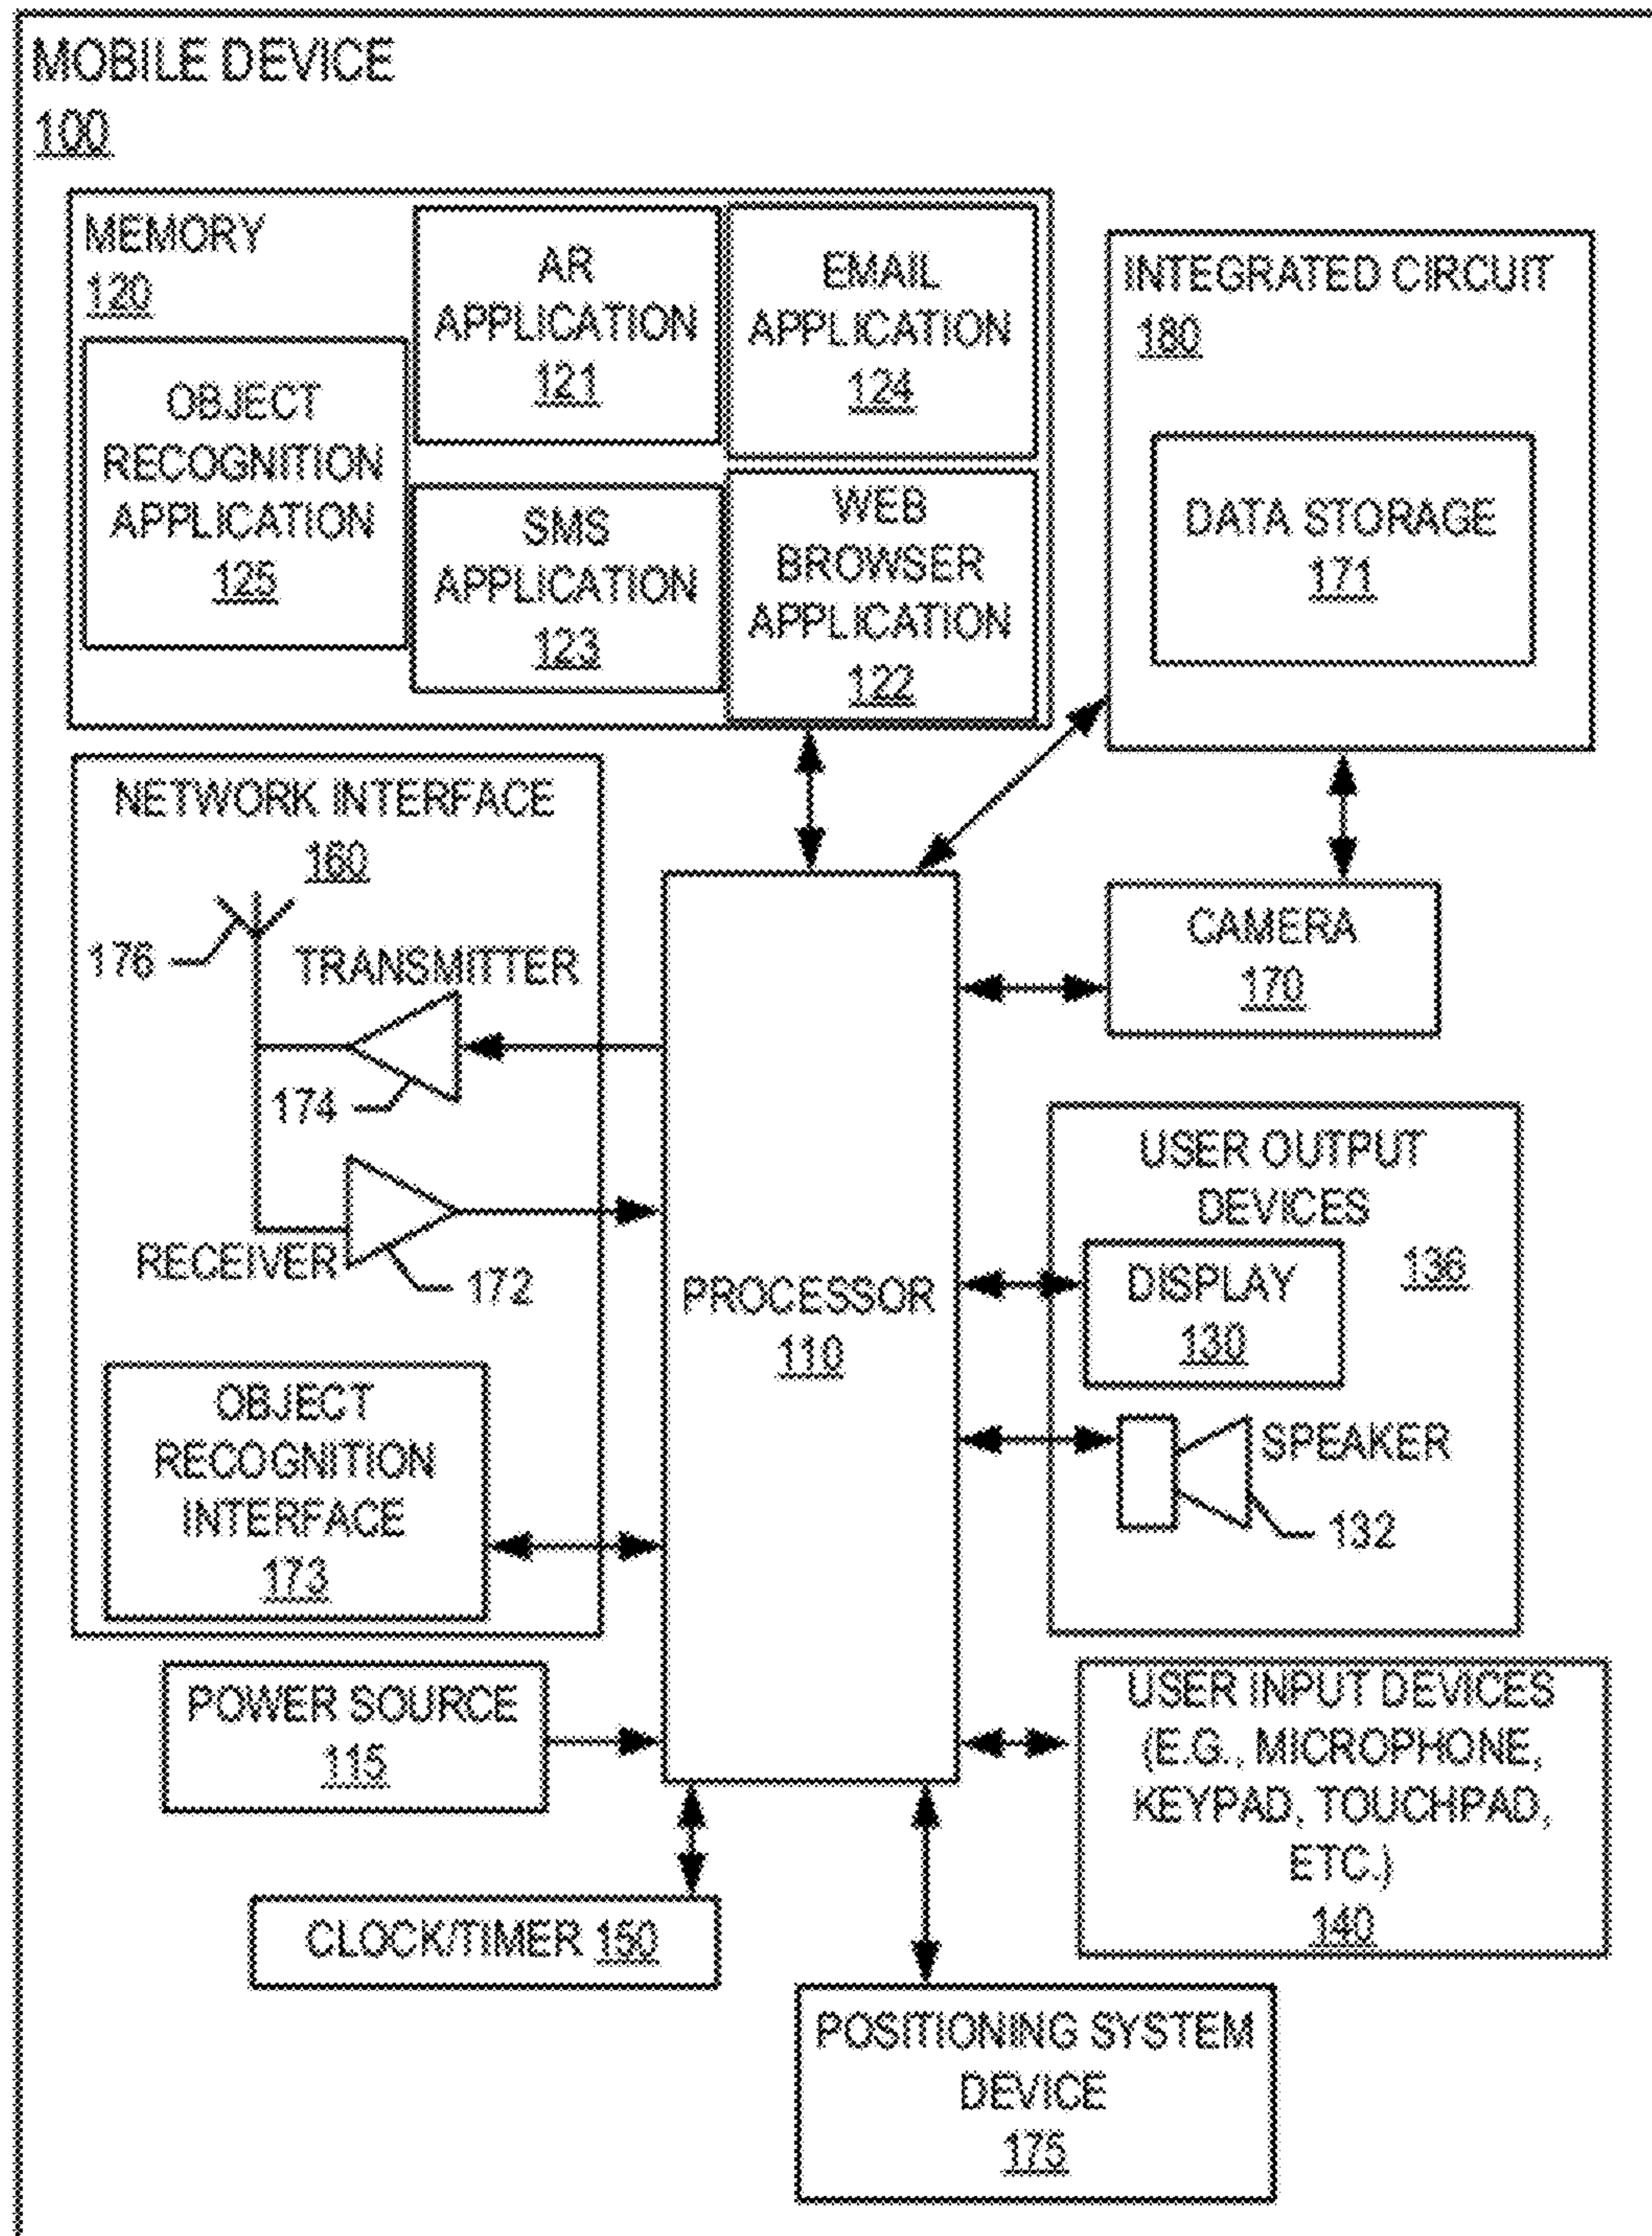 MOBILE DEVICE
100
MEMORY
120
OBJECT
RECOGNITION
APPLICATION
125
AR
APPLICATION
121
SMS
APPLICATION
123
EMAIL
APPLICATION
124
WEB
BROWSER
APPLICATION
122
INTEGRATED CIRCUIT
180
DATA STORAGE
171
NETWORK INTERFACE
160
176
TRANSMITTER
174
RECEIVER
172
OBJECT
RECOGNITION
INTERFACE
173
PROCESSOR
110
CAMERA
170
USER OUTPUT
DEVICES
136
DISPLAY
130
SPEAKER
132
POWER SOURCE
115
USER INPUT DEVICES
(E.G., MICROPHONE,
KEYPAD, TOUCHPAD,
ETC.)
140
CLOCK/TIMER 150
POSITIONING SYSTEM
DEVICE
175